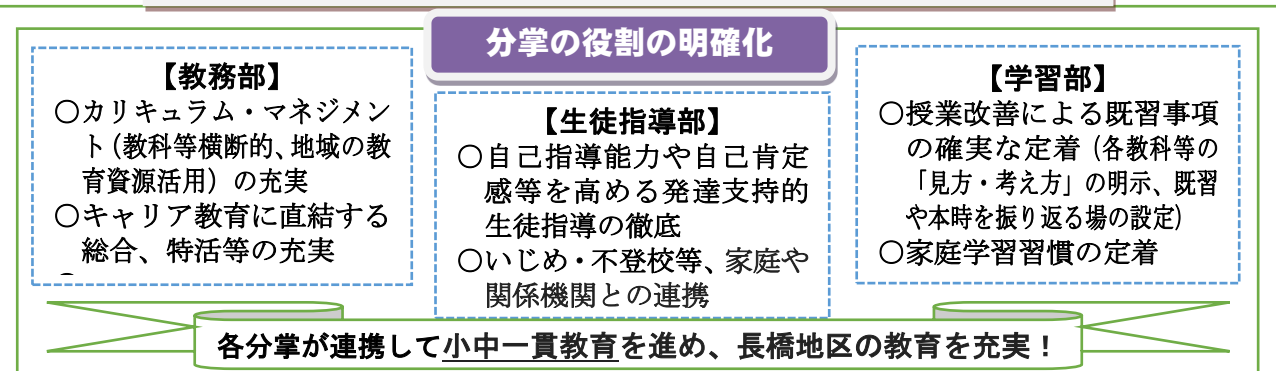 分掌の役割の明確化
【教務部】
○カリキュラム・マネジメン
ト(教科等横断的、地域の教
育資源活用）の充実
○キャリア教育に直結する
総合、特活等の充実
【生徒指導部】
○自己指導能力や自己肯定
感等を高める発達支持的
生徒指導の徹底
○いじめ・不登校等、家庭や
関係機関との連携
【学習部】
○授業改善による既習事項
の確実な定着（各教科等の
「見方・考え方」の明示、既習
や本時を振り返る場の設定)
○家庭学習習慣の定着
各分掌が連携して小中一貫教育を進め、長橋地区の教育を充実！